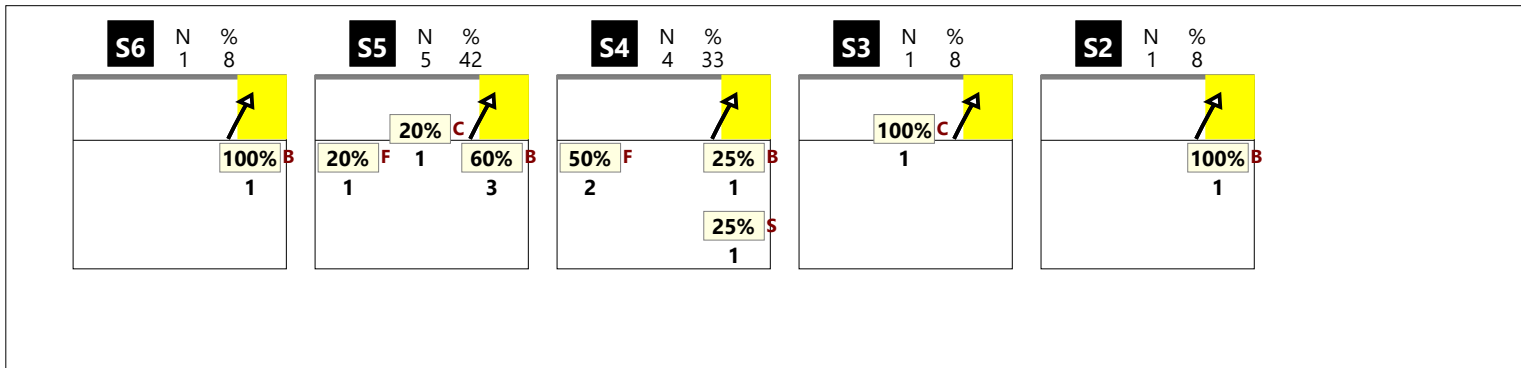 S6 N % S5 N % S4 N % S3 N % S2 N %
1 8 5 42 4 33 1 8 1 8
20% C 100% C
100% B 20% F 1 60% B 50% F 25% B 1 100% B
1 1 3 2 1 1
25% S
1